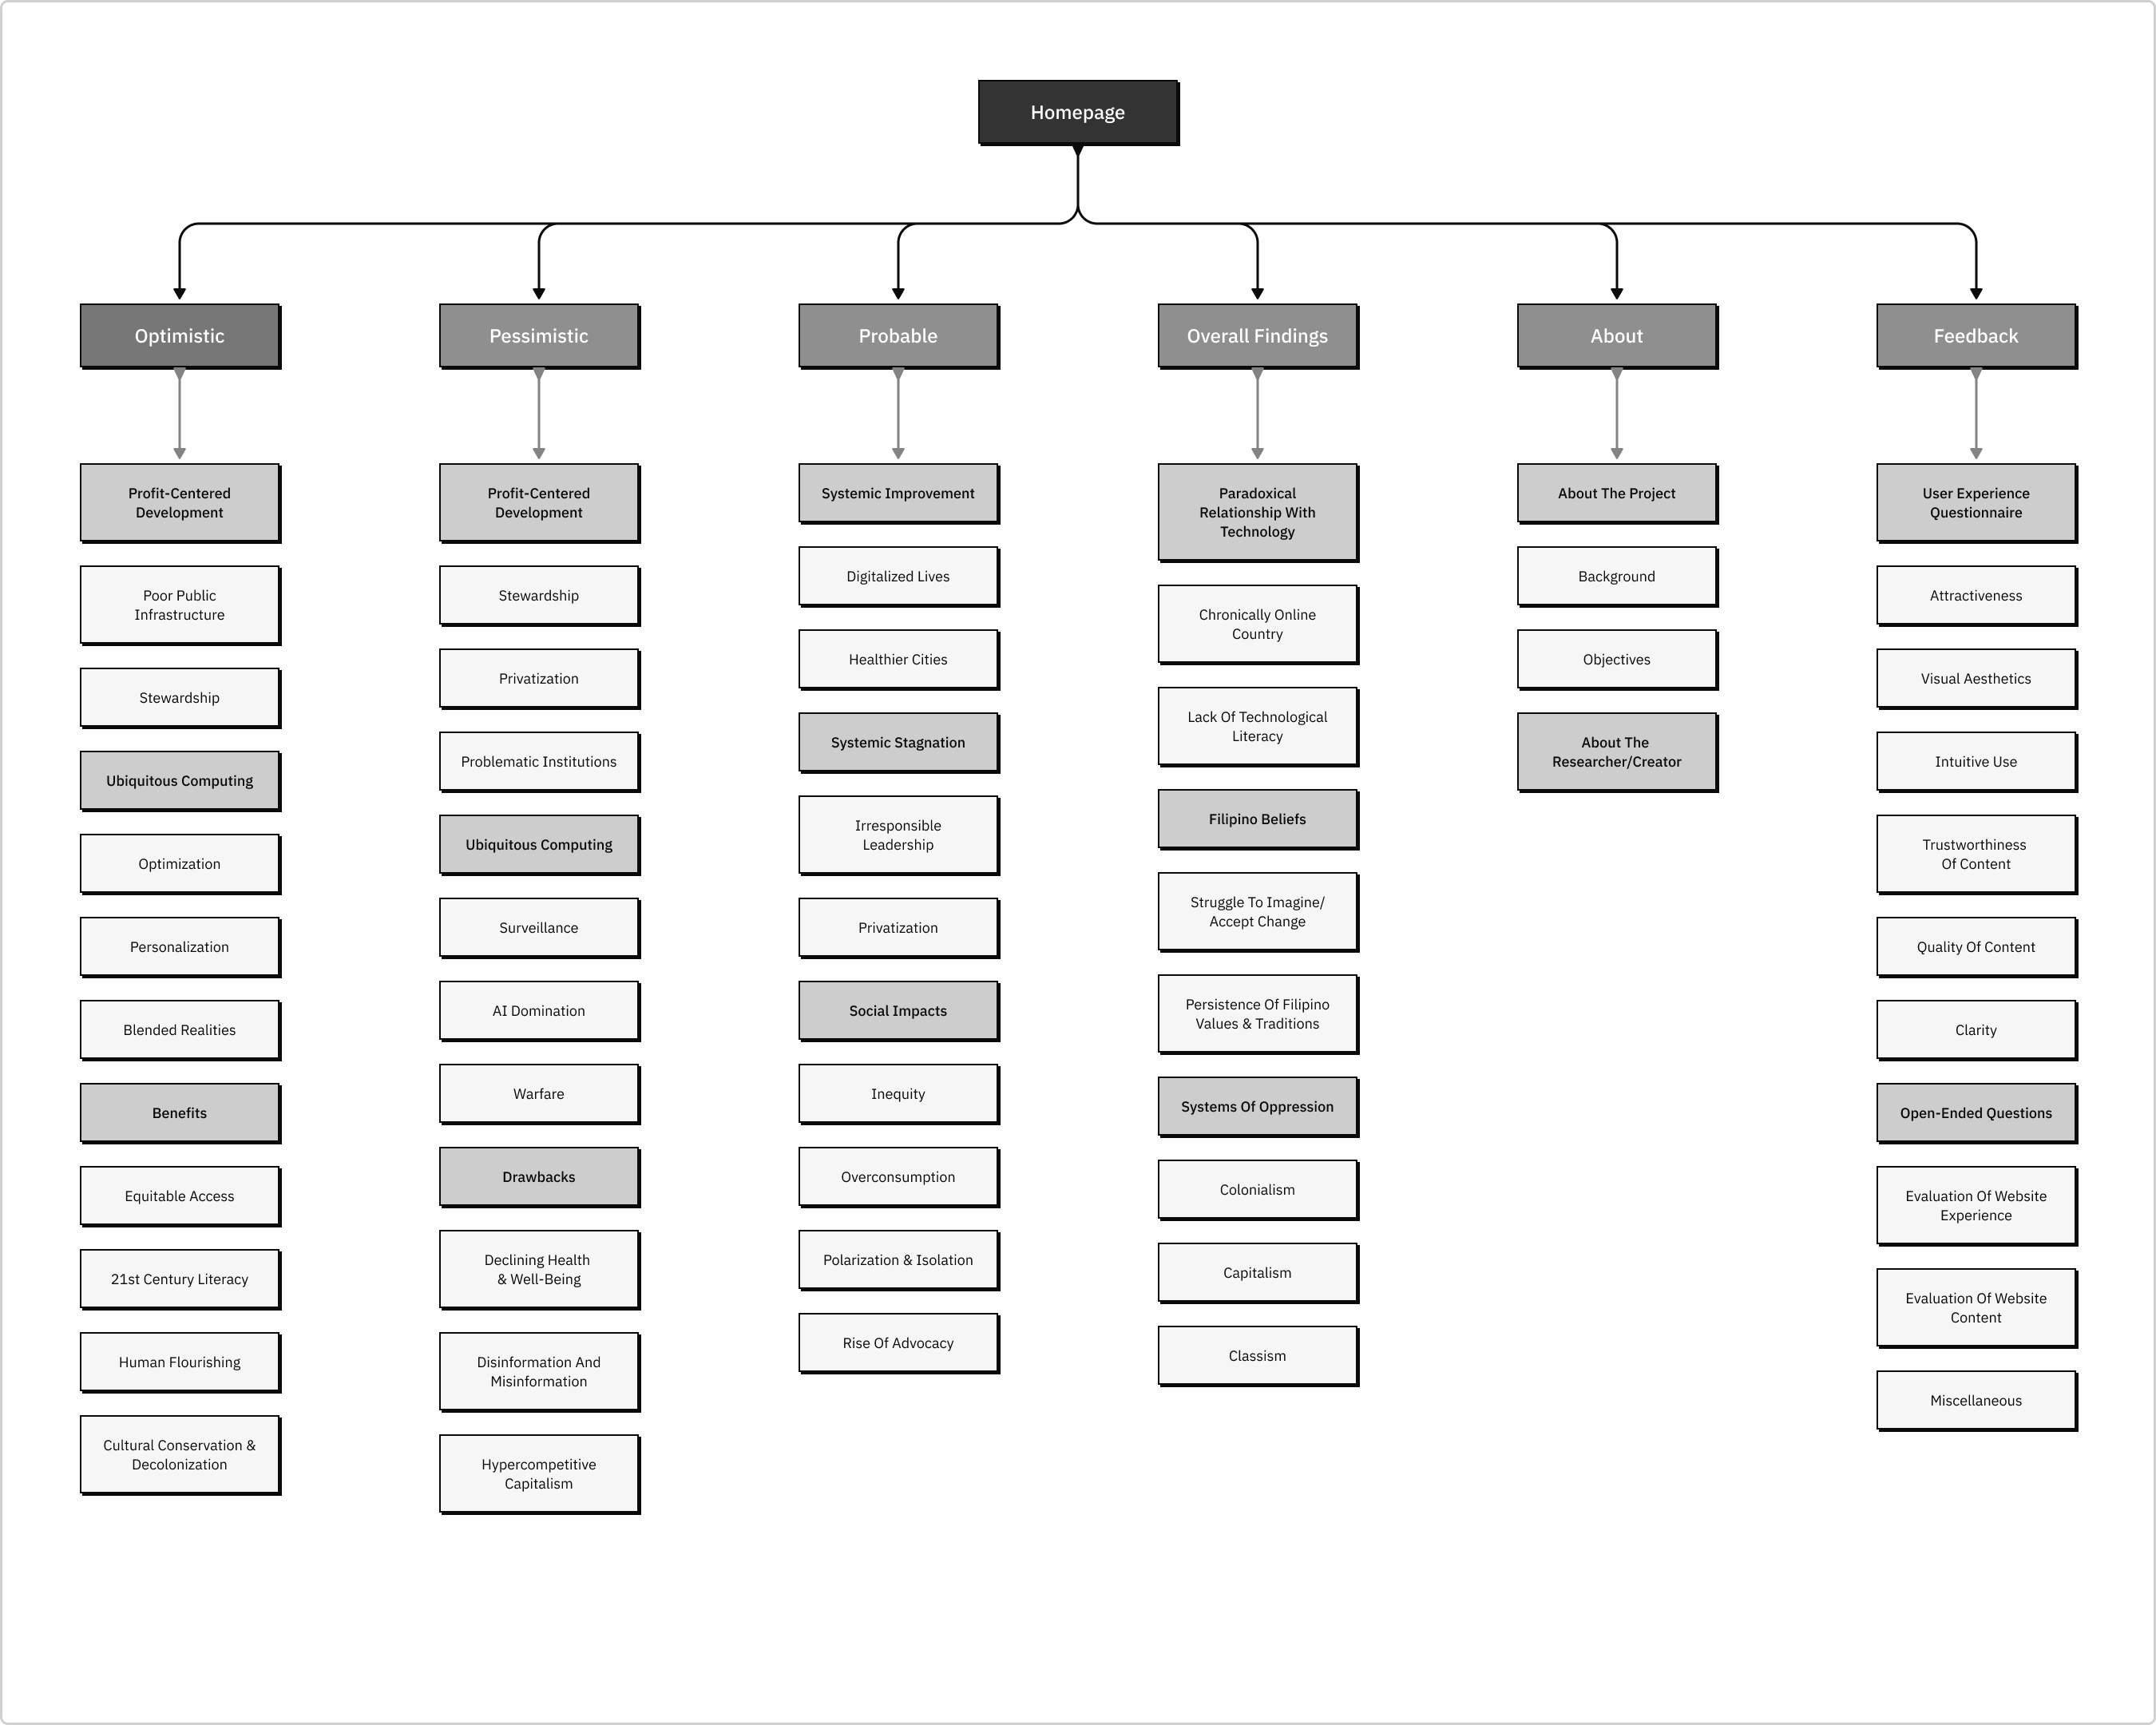 Homepage
Optimistic
Pessimistic
Probable
Overall Findings
About
Feedback
Profit-Centered
Development
Poor Public
Infrastructure
Stewardship
Ubiquitous Computing
Optimization
Personalization
Blended Realities
Benefits
Equitable Access
21st Century Literacy
Human Flourishing
Cultural Conservation &
Decolonization
Profit-Centered
Development
Stewardship
Privatization
Problematic Institutions
Ubiquitous Computing
Surveillance
AI Domination
Warfare
Drawbacks
Declining Health
& Well-Being
Disinformation And
Misinformation
Hypercompetitive
Capitalism
Systemic Improvement
Digitalized Lives
Healthier Cities
Systemic Stagnation
Irresponsible
Leadership
Privatization
Social Impacts
Inequity
Overconsumption
Polarization & Isolation
Rise Of Advocacy
Paradoxical
Relationship With
Technology
Chronically Online
Country
Lack Of Technological
Literacy
Filipino Beliefs
Struggle To Imagine/
Accept Change
Persistence Of Filipino
Values & Traditions
Systems Of Oppression
Colonialism
Capitalism
Classism
About The Project
Background
Objectives
About The
Researcher/Creator
User Experience
Questionnaire
Attractiveness
Visual Aesthetics
Intuitive Use
Trustworthiness
Of Content
Quality Of Content
Clarity
Open-Ended Questions
Evaluation Of Website
Experience
Evaluation Of Website
Content
Miscellaneous